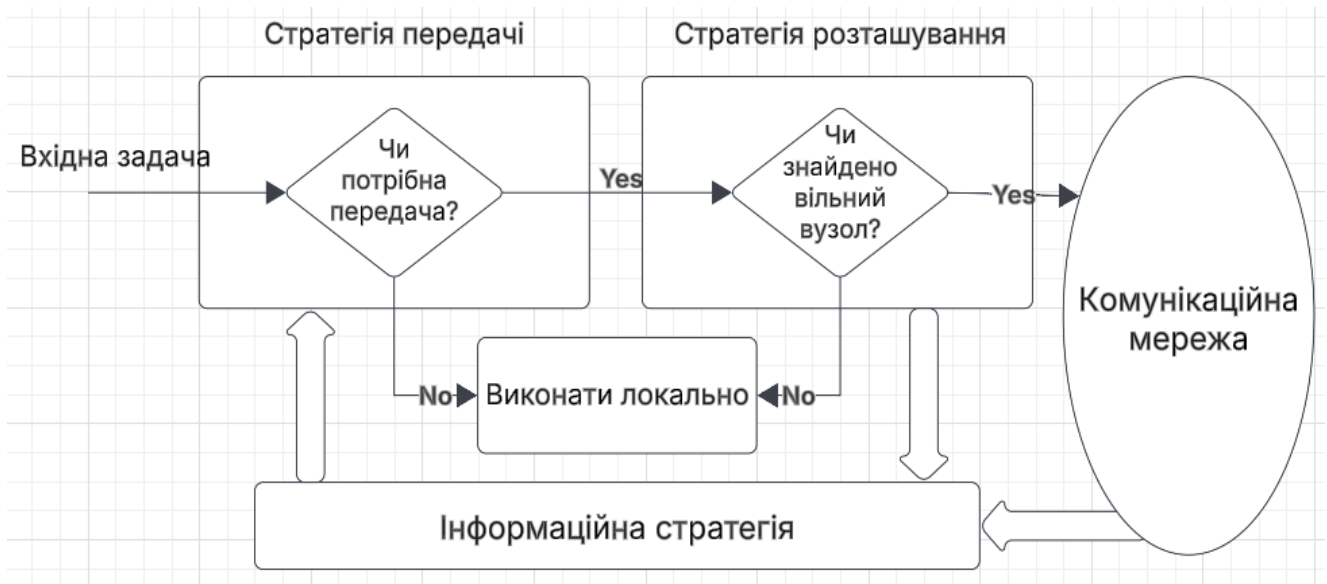 Стратегія передачі
Стратегія розташування
Вхідна задача
Чи
потрібна
передача?
Yes
Чи
знайдено
вільний
вузол?
Yes
Комунікаційна
мережа
No
Виконати локально
No
Інформаційна стратегія